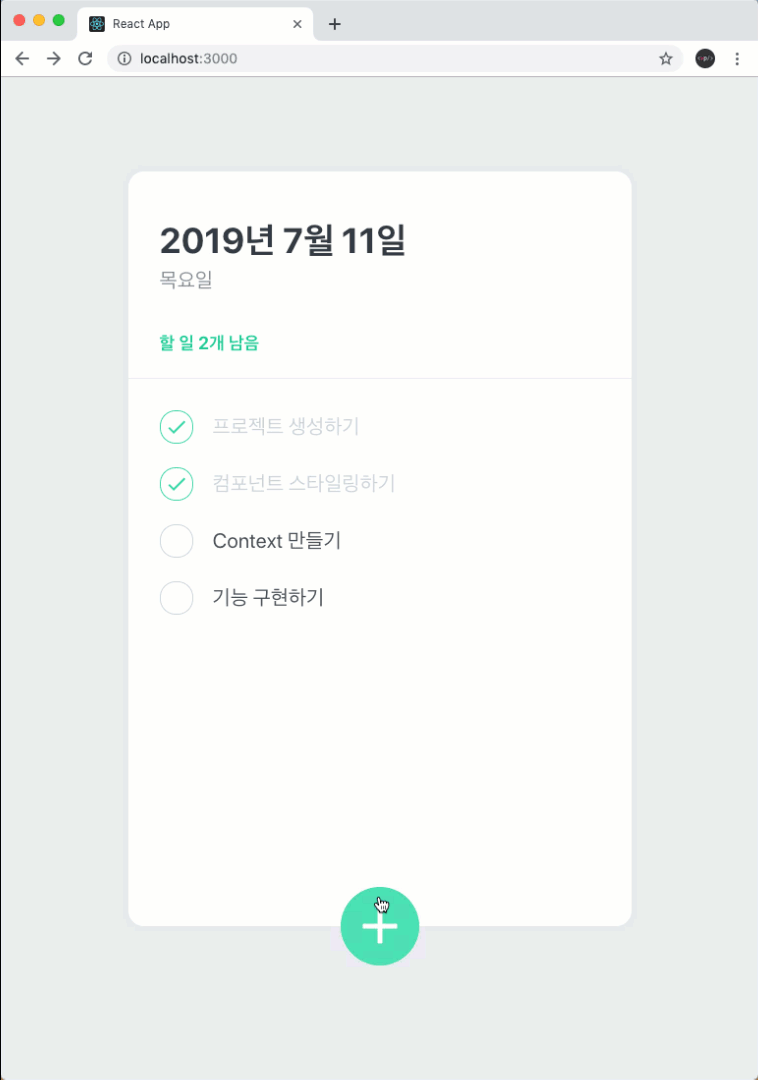 React App
localhost:3000
2019년 7월 11일
목요일
할 일 2개 남음
프로젝트 생성하기
컴포넌트 스타일링하기
Context 만들기
기능 구현하기